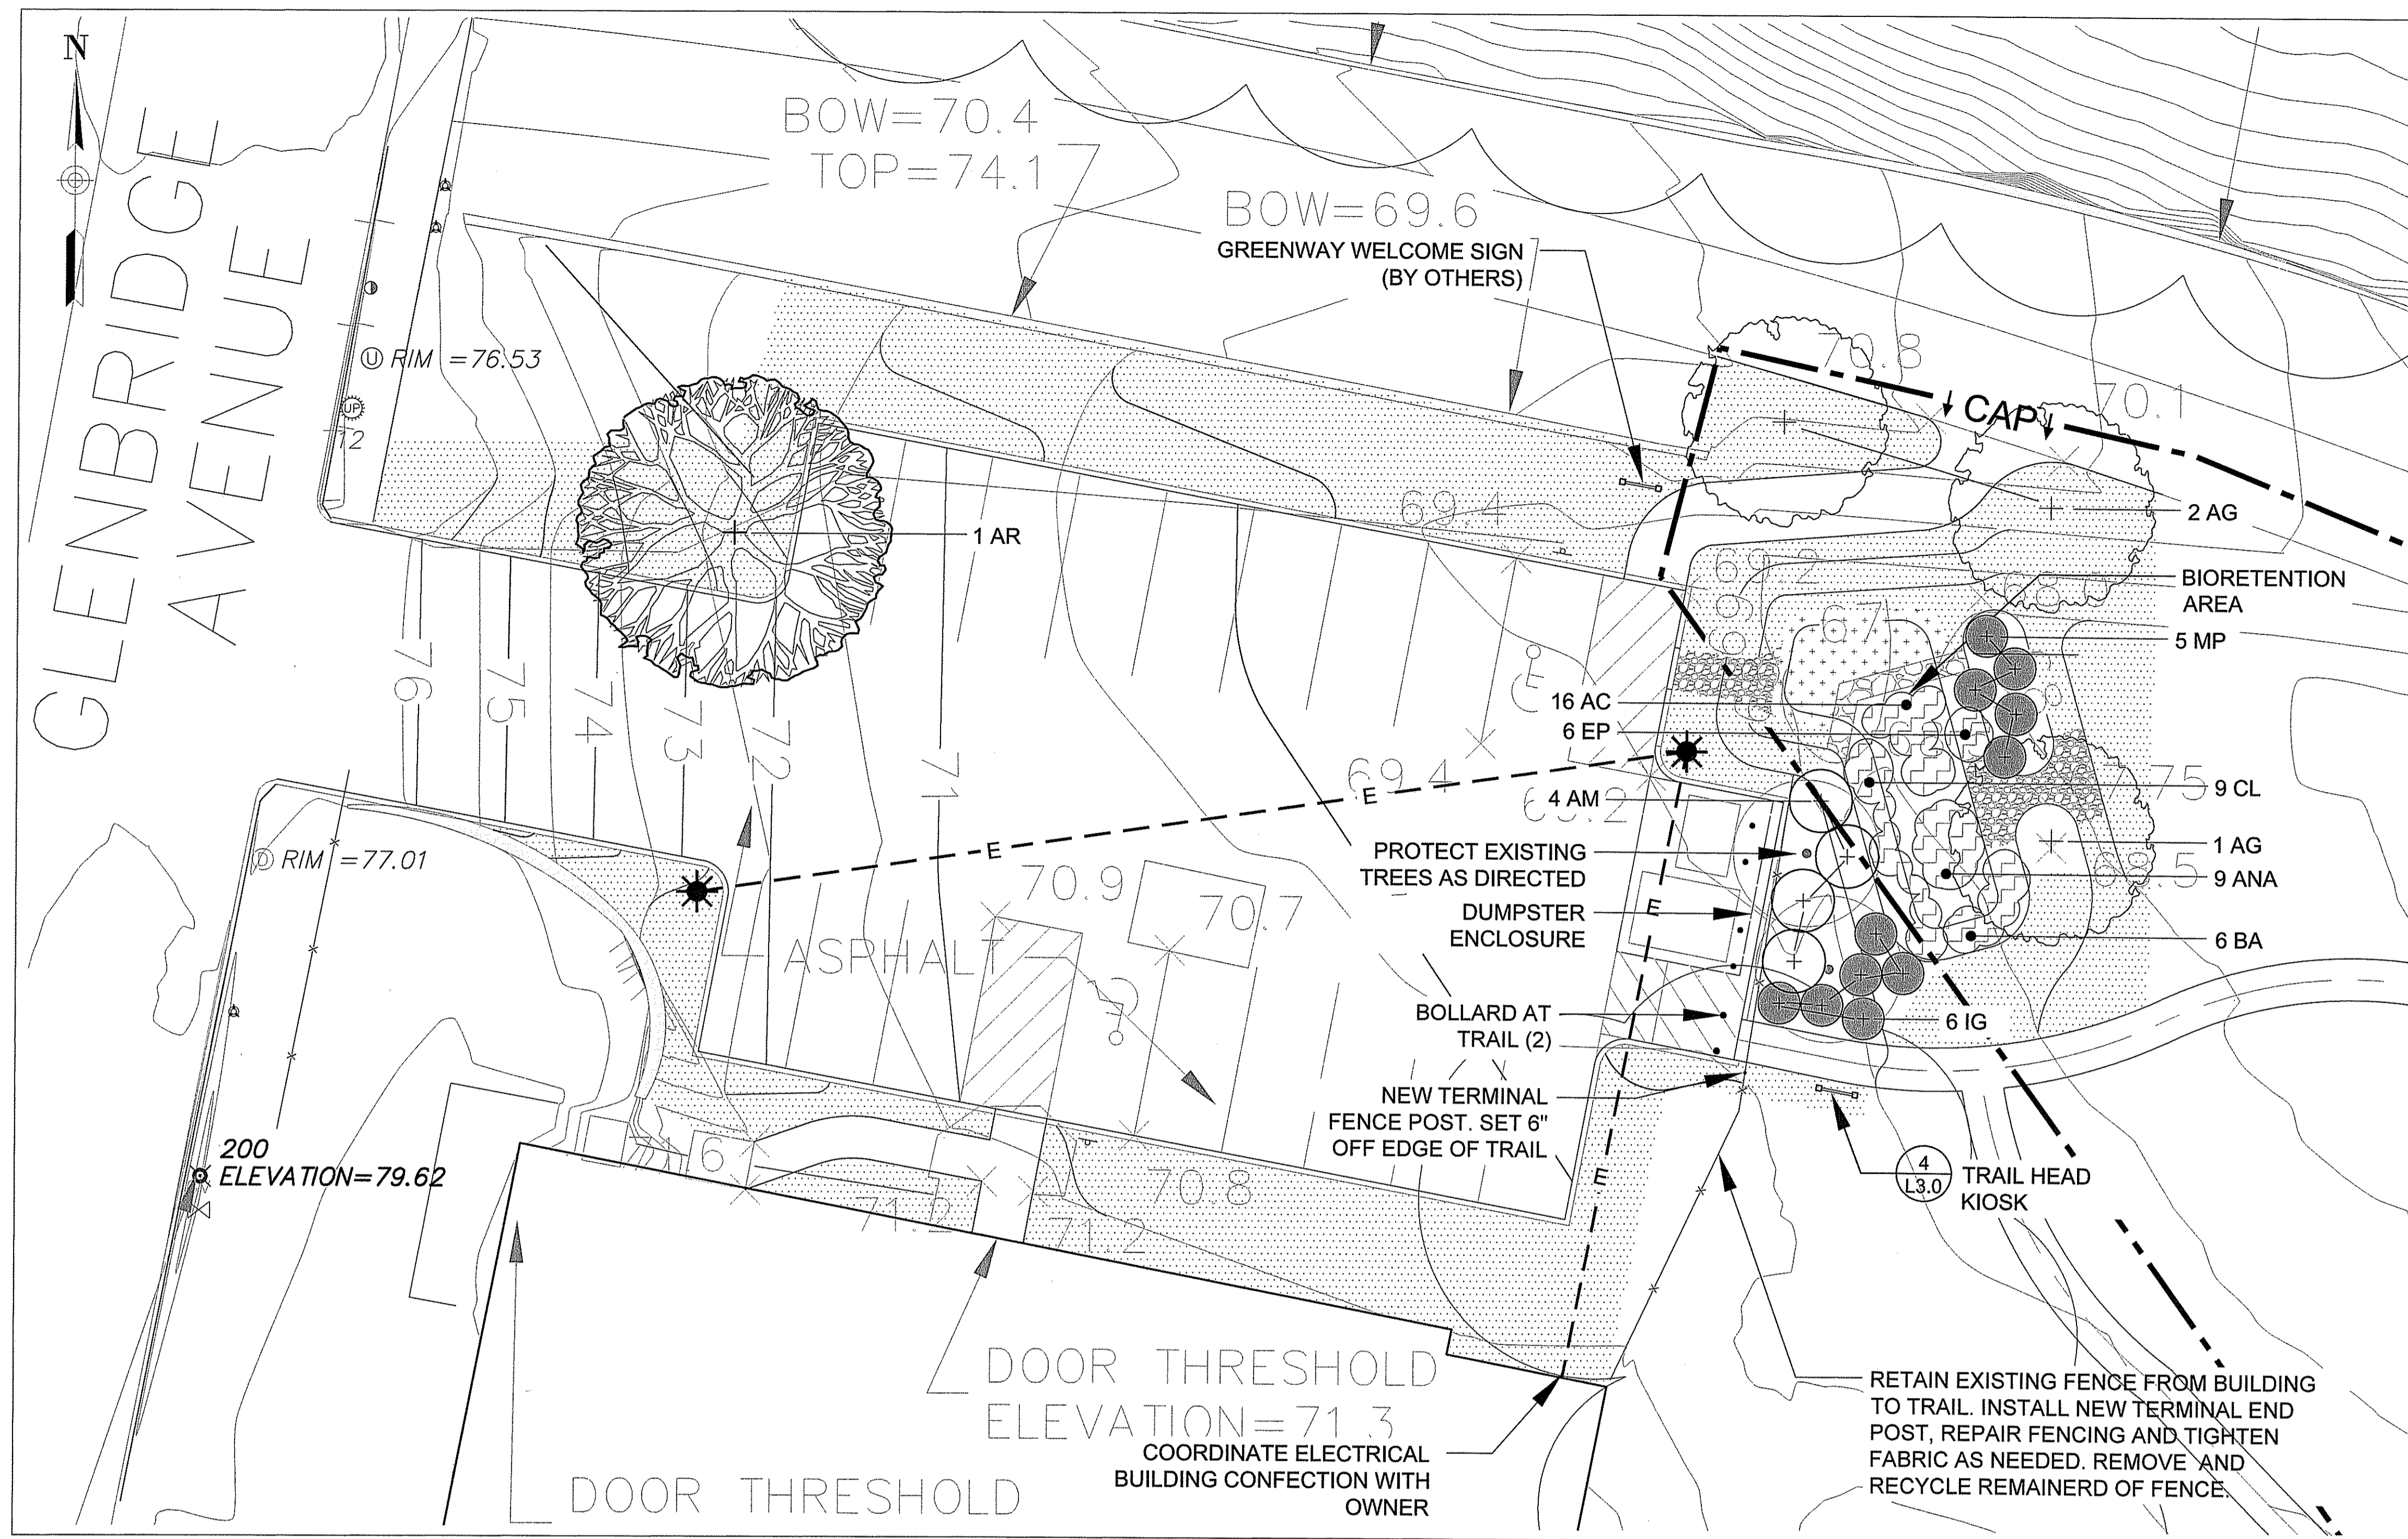 N
GLENBRIDGE
AVENUE
BOW=70.4
TOP=74.1
BOW=69.6
GREENWAY WELCOME SIGN
(BY OTHERS)
70.8
CAP
70.1
U RIM =76.53
UP
72
1 AR
69.4
2 AG
69.2
BIORETENTION
AREA
67
5 MP
16 AC
6 EP
76
75
74
73
72
71
69.4
E
4 AM
9 CL
D RIM =77.01
E
PROTECT EXISTING
TREES AS DIRECTED
1 AG
9 ANA
70.9
70.7
DUMPSTER
ENCLOSURE
E
6 BA
ASPHALT
BOLLARD AT
TRAIL (2)
6 IG
NEW TERMINAL
FENCE POST. SET 6"
OFF EDGE OF TRAIL
200
ELEVATION=79.62
70.8
71.2
71.2
E
4
L3.0
TRAIL HEAD
KIOSK
DOOR THRESHOLD
ELEVATION=71.3
COORDINATE ELECTRICAL
BUILDING CONFECTION WITH
OWNER
DOOR THRESHOLD
RETAIN EXISTING FENCE FROM BUILDING
TO TRAIL. INSTALL NEW TERMINAL END
POST, REPAIR FENCING AND TIGHTEN
FABRIC AS NEEDED. REMOVE AND
RECYCLE REMAINERD OF FENCE.